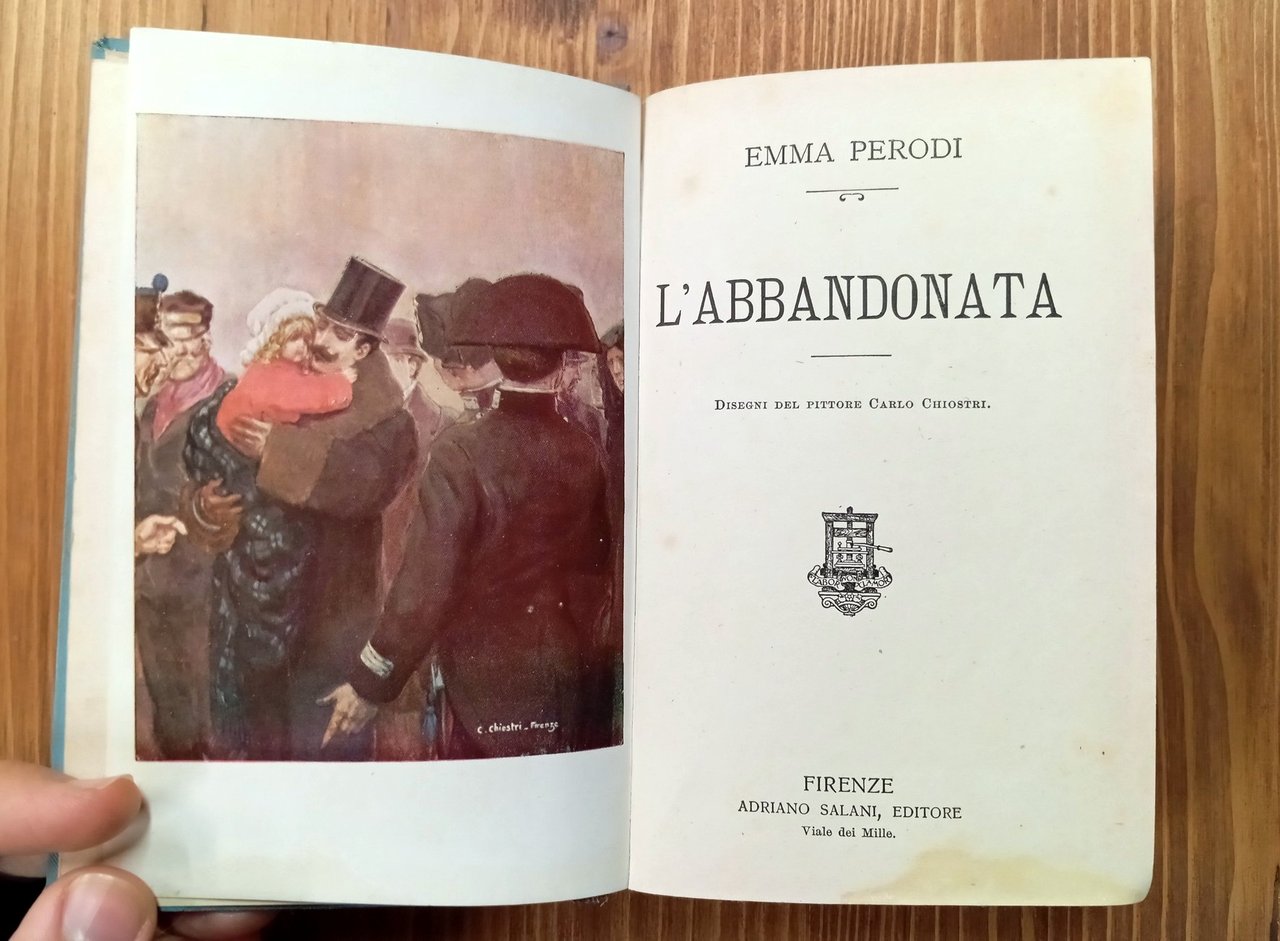 C. Chiostri - Firenze
EMMA PERODI
L'ABBANDONATA
DISEGNI DEL PITTORE CARLO CHIOSTRI.
FIRENZE
ADRIANO SALANI, EDITORE
Viale dei Mille.